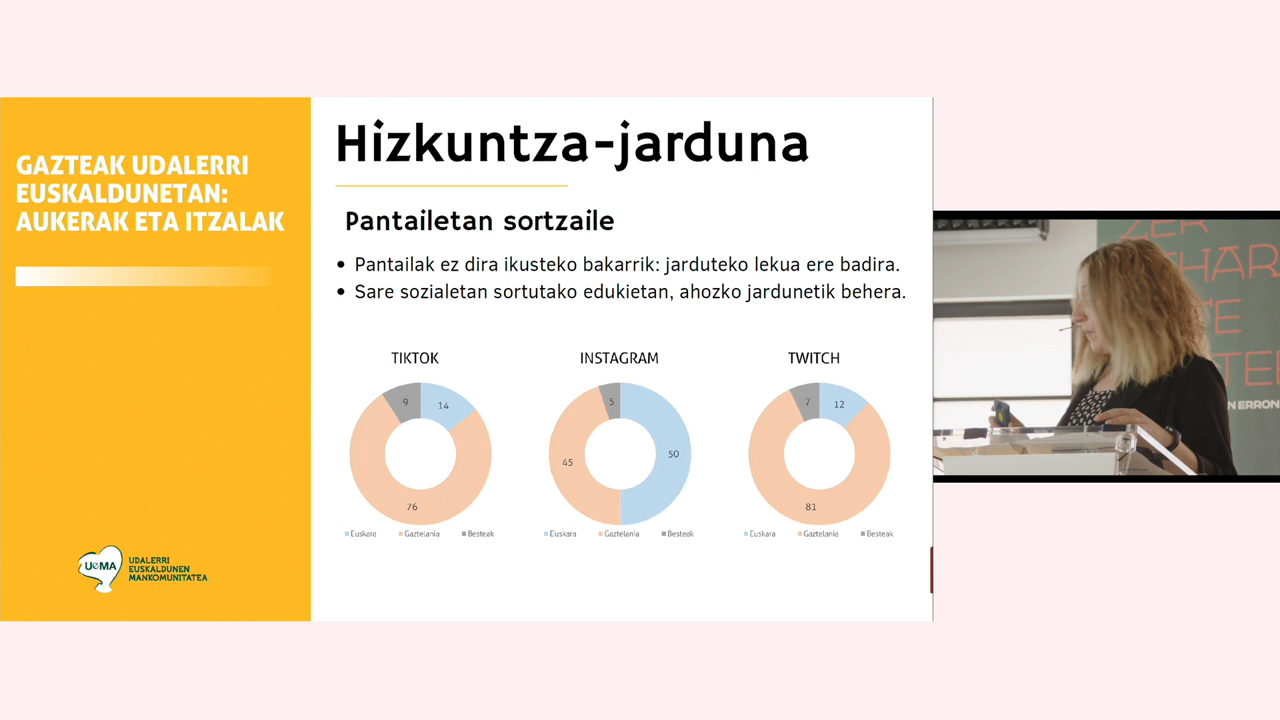 GAZTEAK UDALERRI
EUSKALDUNETAN:
AUKERAK ETA ITZALAK
UEMA
UDALERRI
EUSKALDUNEN
MANKOMUNITATEA
Hizkuntza-jarduna
Pantailetan sortzaile
• Pantailak ez dira ikusteko bakarrik: jarduteko lekua ere badira.
• Sare sozialetan sortutako edukietan, ahozko jardunetik behera.
TIKTOK
9
14
76
Euskara Gaztelania Besteak
INSTAGRAM
5
50
45
Euskara Gaztelania Besteak
TWITCH
7
12
81
Euskara Gaztelania Besteak
ZER